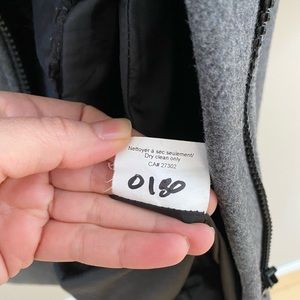 Nettoyer a sec seulement/
Dry clean only
CA# 27302
0180